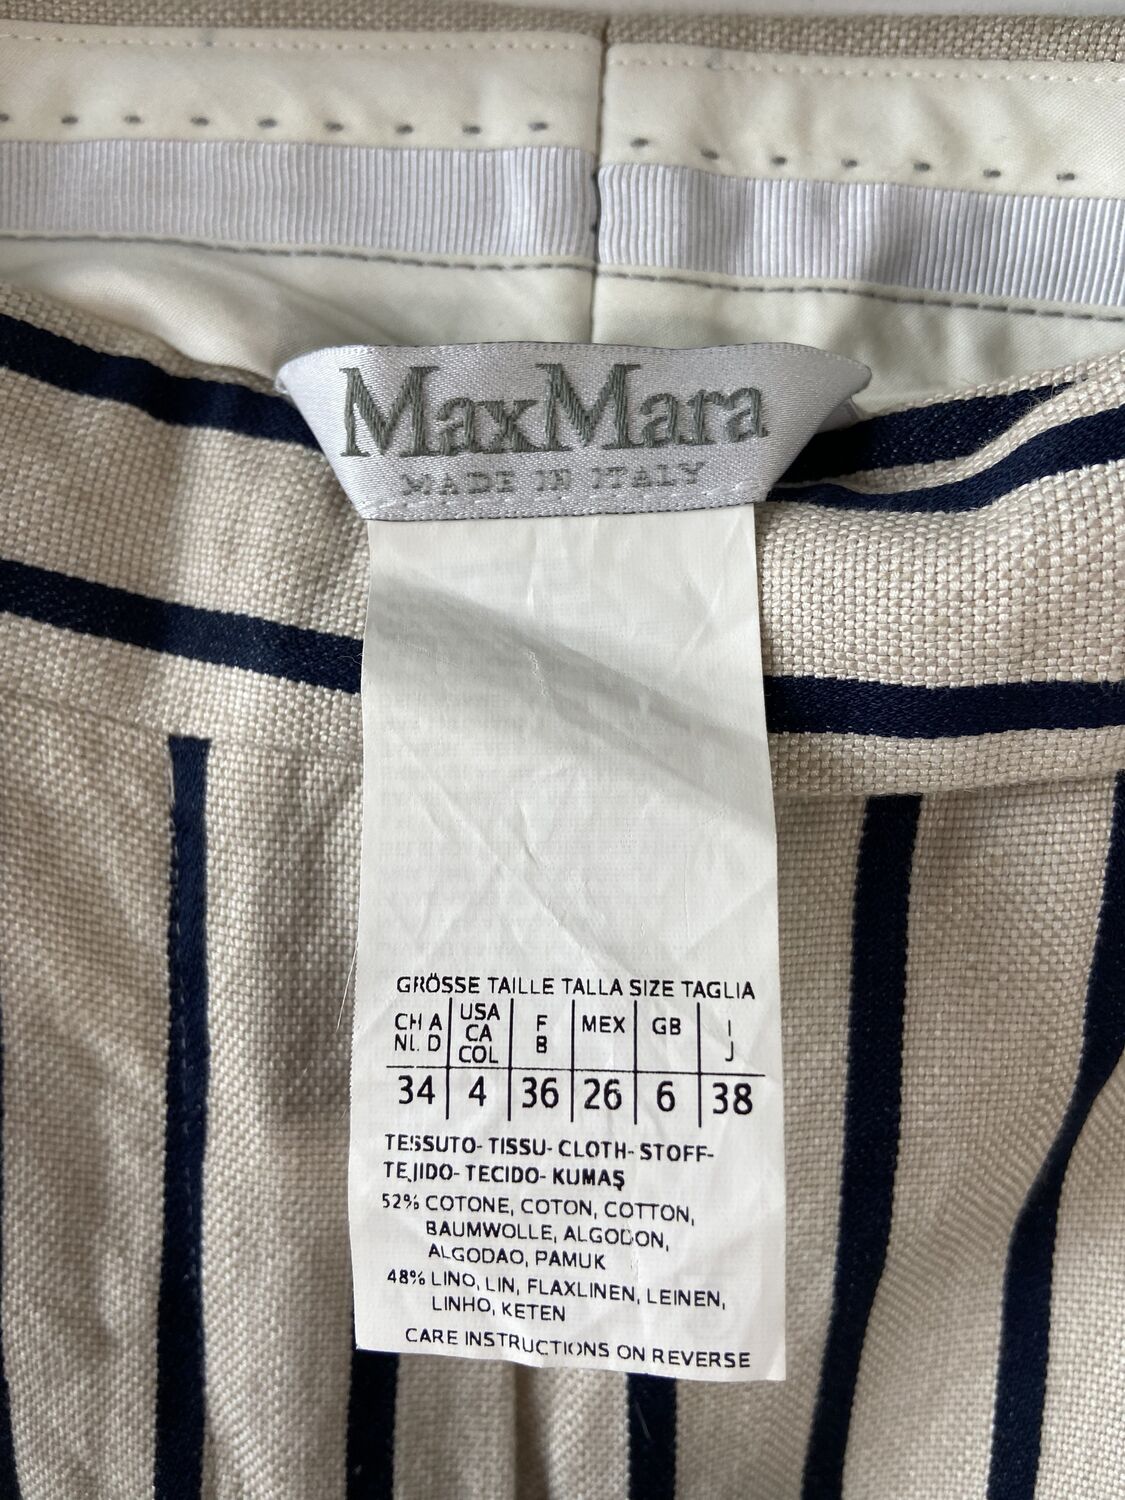 MaxMara
MADE IN ITALY
GRÖSSE TAILLE TALLA SIZE TAGLIA
CH A NL D | USA CA COL | F B | MEX | GB | I J
34 | 4 | 36 | 26 | 6 | 38
TESSUTO- TISSU- CLOTH- STOFF-
TEJIDO- TECIDO- KUMAŞ
52% COTONE, COTON, COTTON,
BAUMWOLLE, ALGODON,
ALGODAO, PAMUK
48% LINO, LIN, FLAXLINEN, LEINEN,
LINHO, KETEN
CARE INSTRUCTIONS ON REVERSE